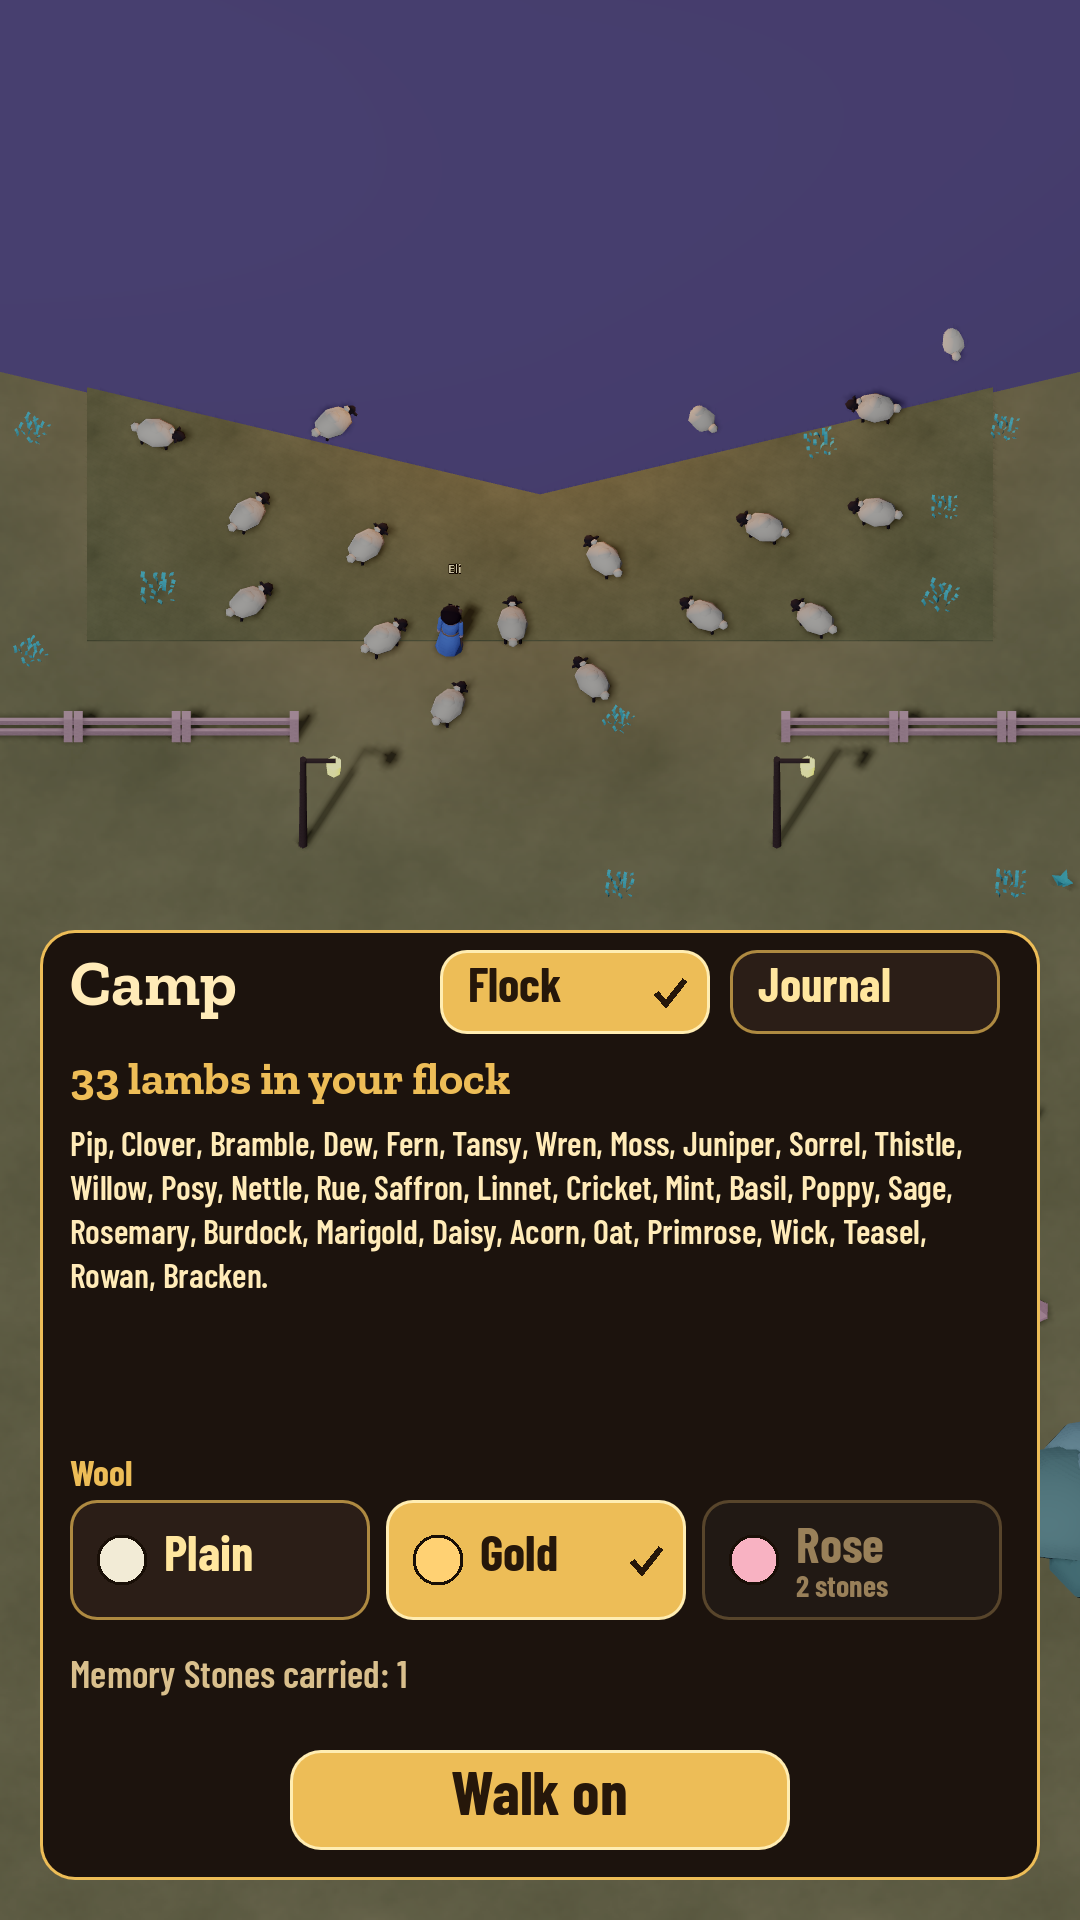 Eli
Camp
Flock
Journal
33 lambs in your flock
Pip, Clover, Bramble, Dew, Fern, Tansy, Wren, Moss, Juniper, Sorrel, Thistle,
Willow, Posy, Nettle, Rue, Saffron, Linnet, Cricket, Mint, Basil, Poppy, Sage,
Rosemary, Burdock, Marigold, Daisy, Acorn, Oat, Primrose, Wick, Teasel,
Rowan, Bracken.
Wool
Plain
Gold
Rose
2 stones
Memory Stones carried: 1
Walk on